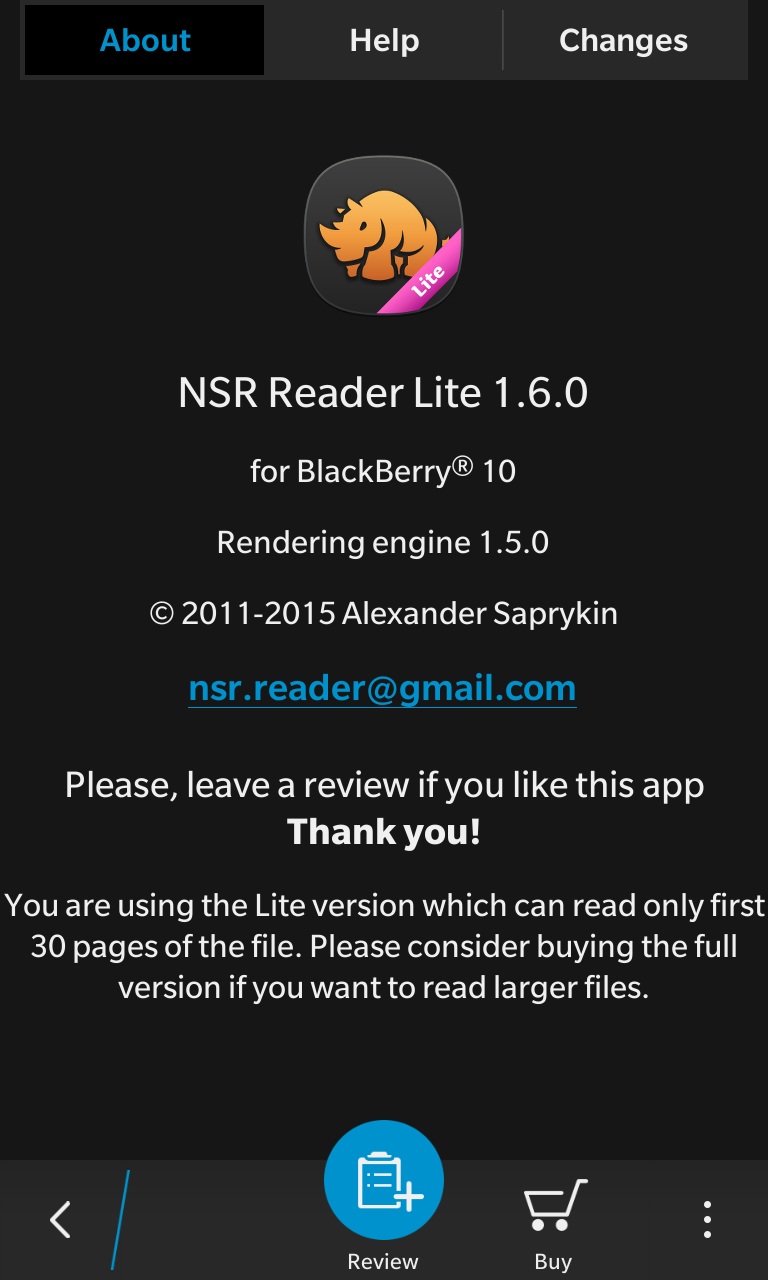 About
Help
Changes
Lite
NSR Reader Lite 1.6.0
for BlackBerry® 10
Rendering engine 1.5.0
© 2011-2015 Alexander Saprykin
nsr.reader@gmail.com
Please, leave a review if you like this app
Thank you!
You are using the Lite version which can read only first
30 pages of the file. Please consider buying the full
version if you want to read larger files.
Review
Buy